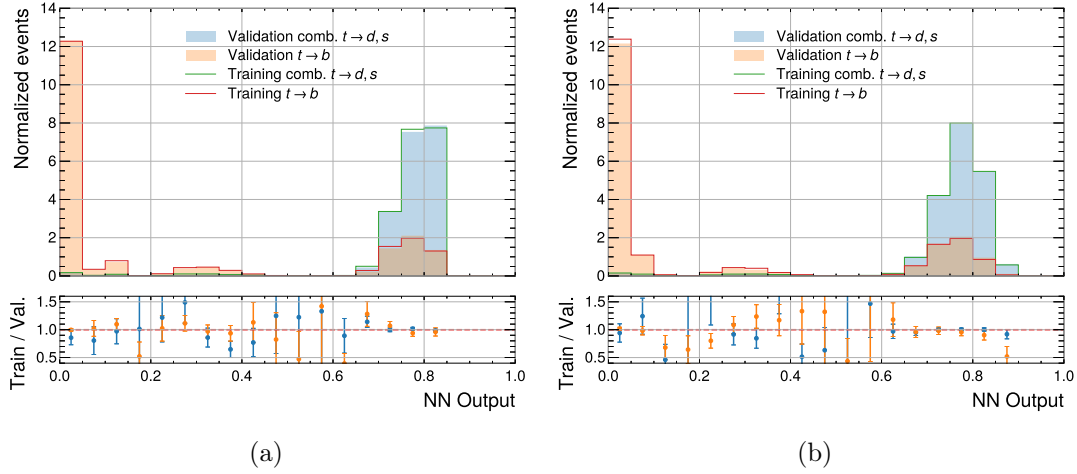 Normalized events
14
12
10
8
6
4
2
0
Validation comb. t→d, s
Validation t→b
Training comb. t→d, s
Training t→b
Train / Val.
1.5
1.0
0.5
0.0 0.2 0.4 0.6 0.8 1.0
NN Output
(a)
Normalized events
14
12
10
8
6
4
2
0
Validation comb. t→d, s
Validation t→b
Training comb. t→d, s
Training t→b
Train / Val.
1.5
1.0
0.5
0.0 0.2 0.4 0.6 0.8 1.0
NN Output
(b)